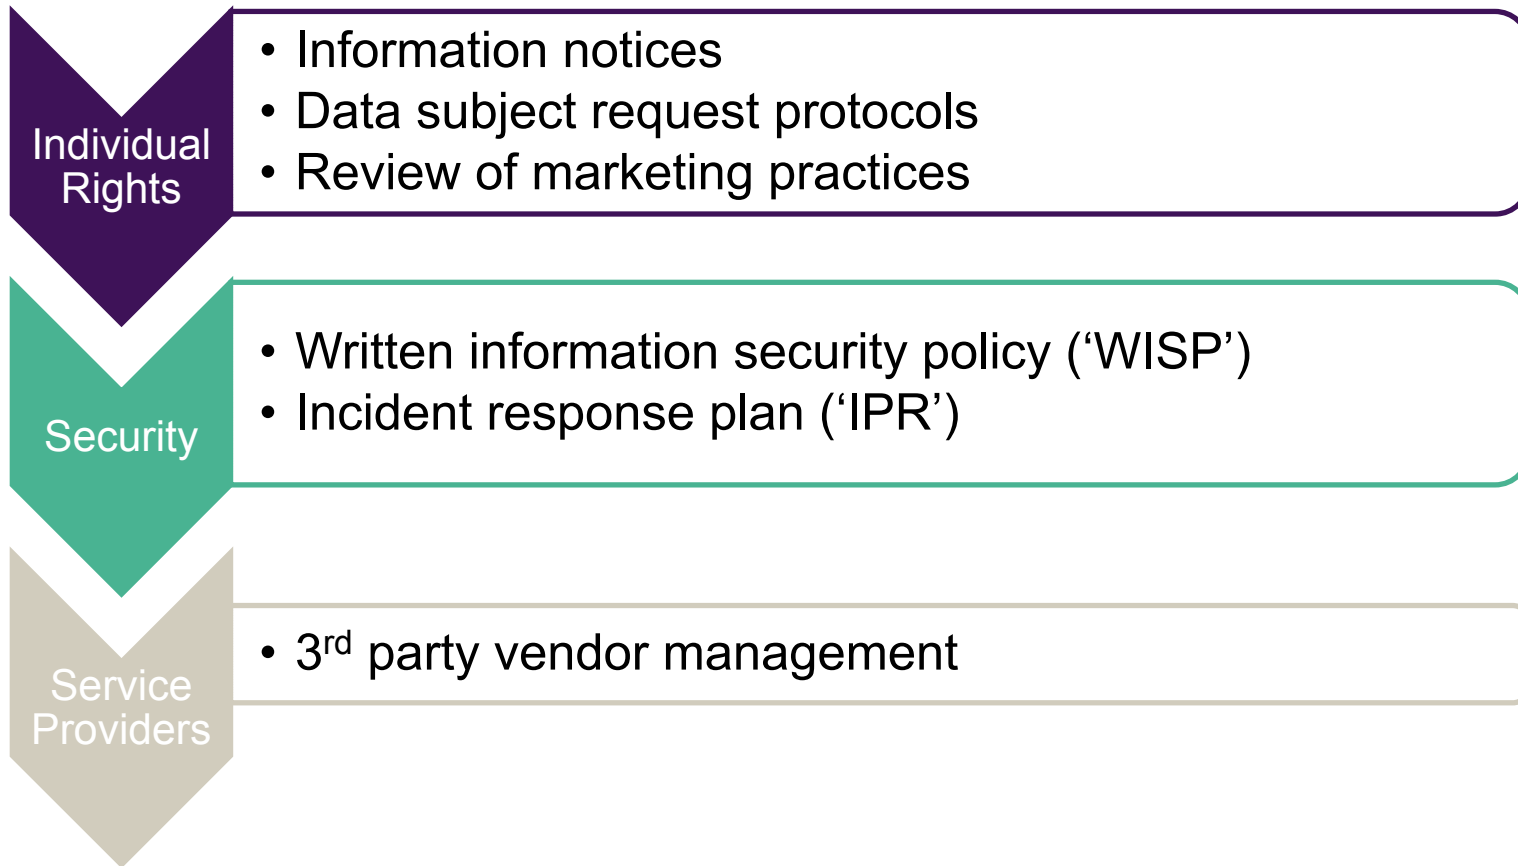 Individual
Rights
• Information notices
• Data subject request protocols
• Review of marketing practices
Security
• Written information security policy (‘WISP’)
• Incident response plan (‘IPR’)
Service
Providers
• 3rd party vendor management